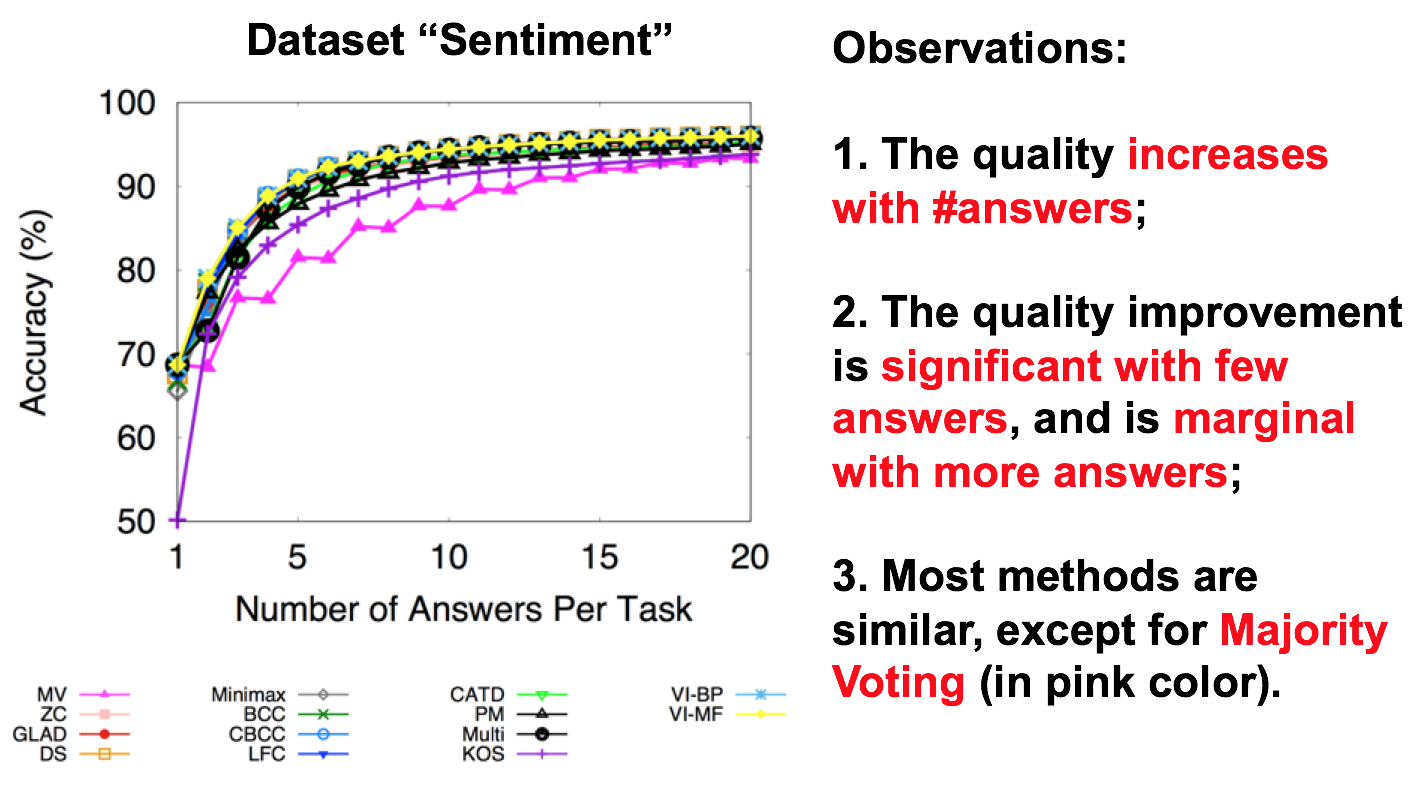 Dataset “Sentiment”
100
90
80
70
60
50
Accuracy (%)
1 5 10 15 20
Number of Answers Per Task
MV Minimax CATD VI-BP
ZC BCC PM VI-MF
GLAD CBCC Multi
DS LFC KOS
Observations:
1. The quality increases
with #answers;
2. The quality improvement
is significant with few
answers, and is marginal
with more answers;
3. Most methods are
similar, except for Majority
Voting (in pink color).